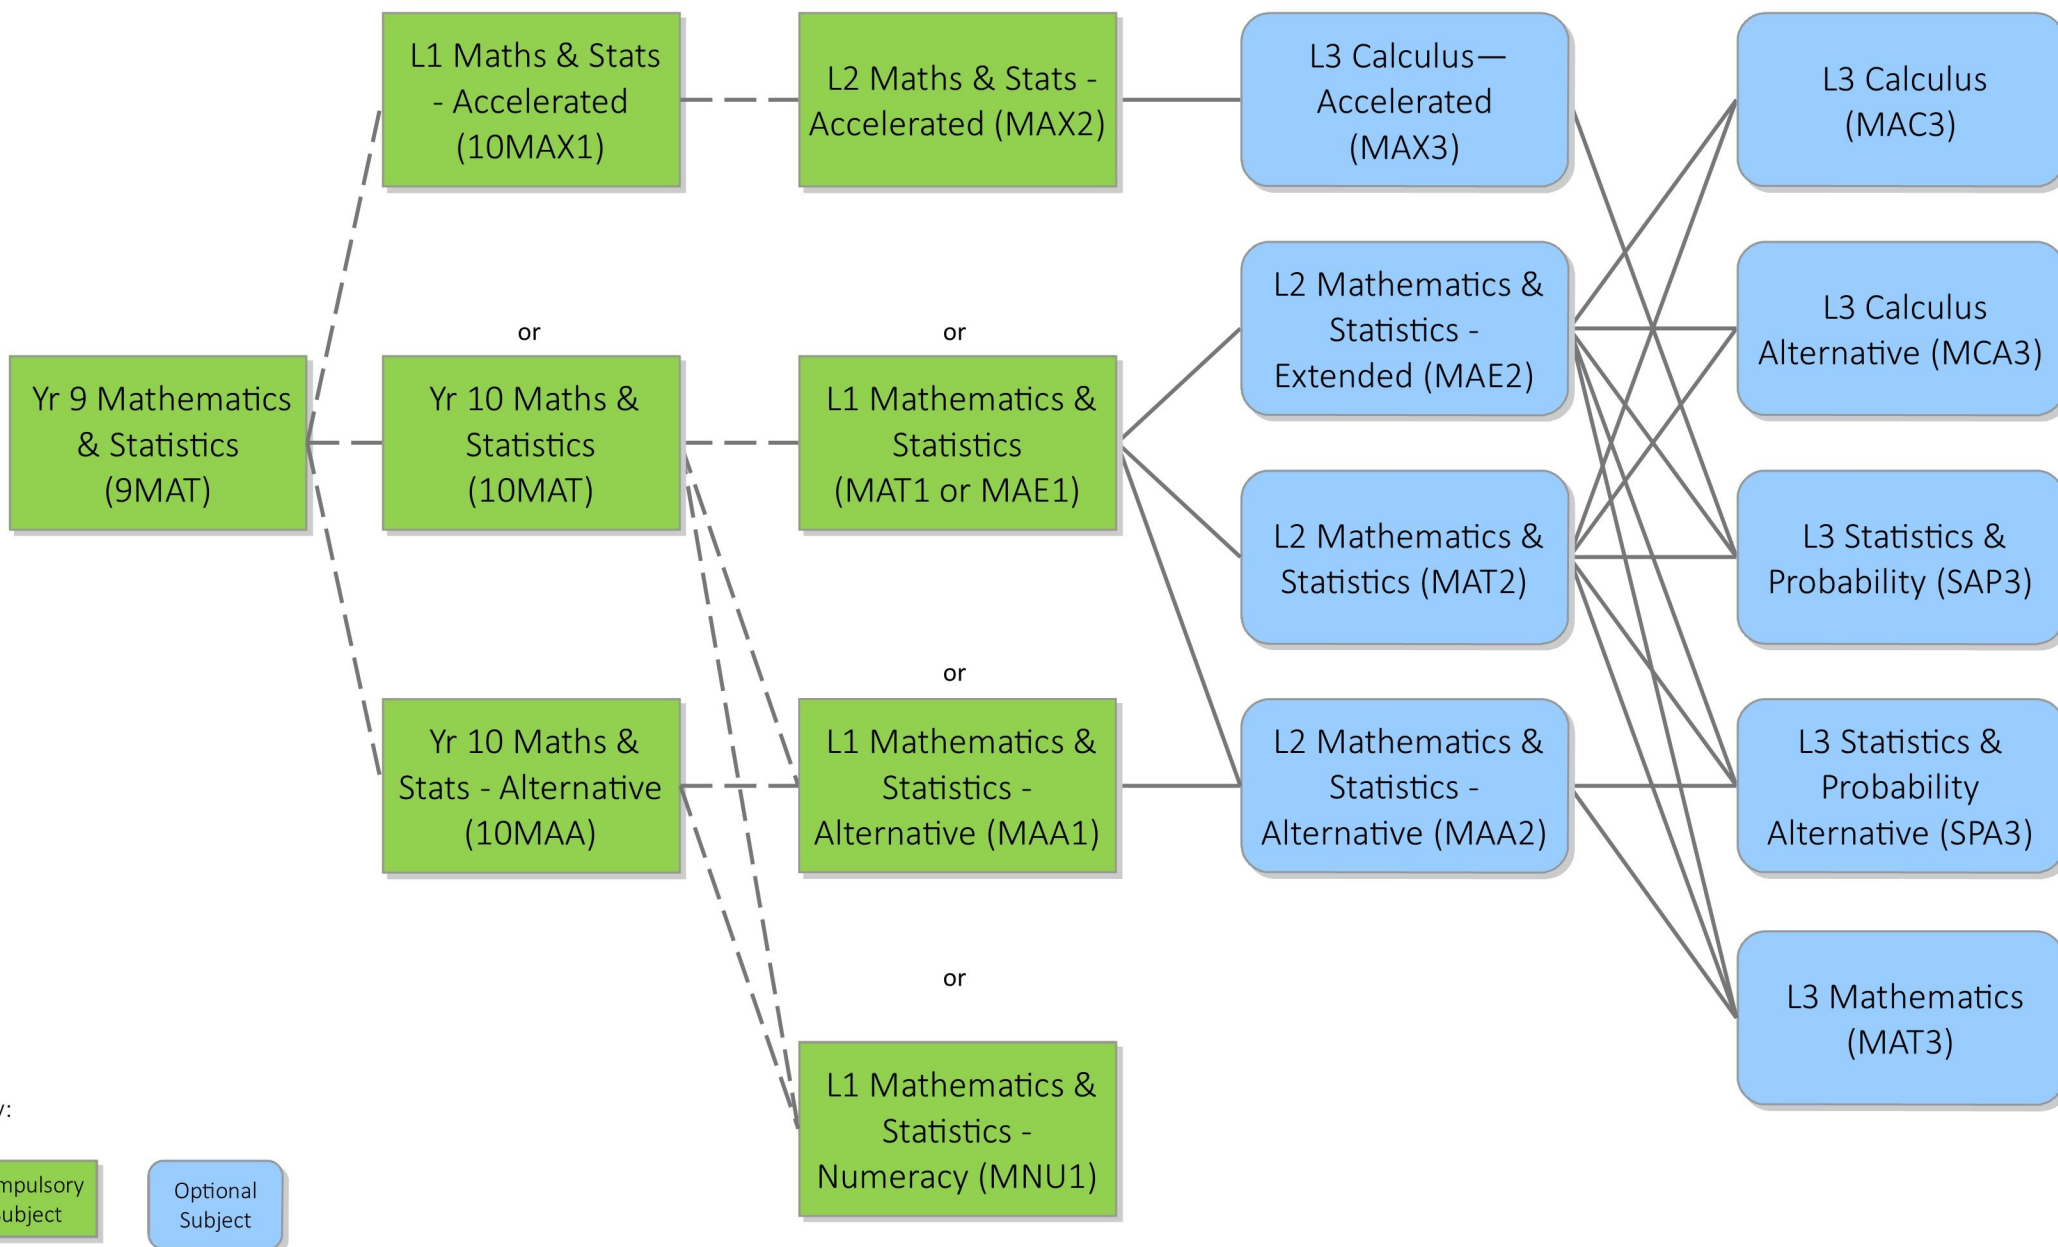 L1 Maths & Stats
- Accelerated
(10MAX1)
L2 Maths & Stats -
Accelerated (MAX2)
L3 Calculus—
Accelerated
(MAX3)
L3 Calculus
(MAC3)
or
or
L2 Mathematics &
Statistics -
Extended (MAE2)
L3 Calculus
Alternative (MCA3)
Yr 9 Mathematics
& Statistics
(9MAT)
Yr 10 Maths &
Statistics
(10MAT)
L1 Mathematics &
Statistics
(MAT1 or MAE1)
L2 Mathematics &
Statistics (MAT2)
L3 Statistics &
Probability (SAP3)
or
Yr 10 Maths &
Stats - Alternative
(10MAA)
L1 Mathematics &
Statistics -
Alternative (MAA1)
L2 Mathematics &
Statistics -
Alternative (MAA2)
L3 Statistics &
Probability
Alternative (SPA3)
or
L3 Mathematics
(MAT3)
L1 Mathematics &
Statistics -
Numeracy (MNU1)
y:
mpulsory
ubject
Optional
Subject